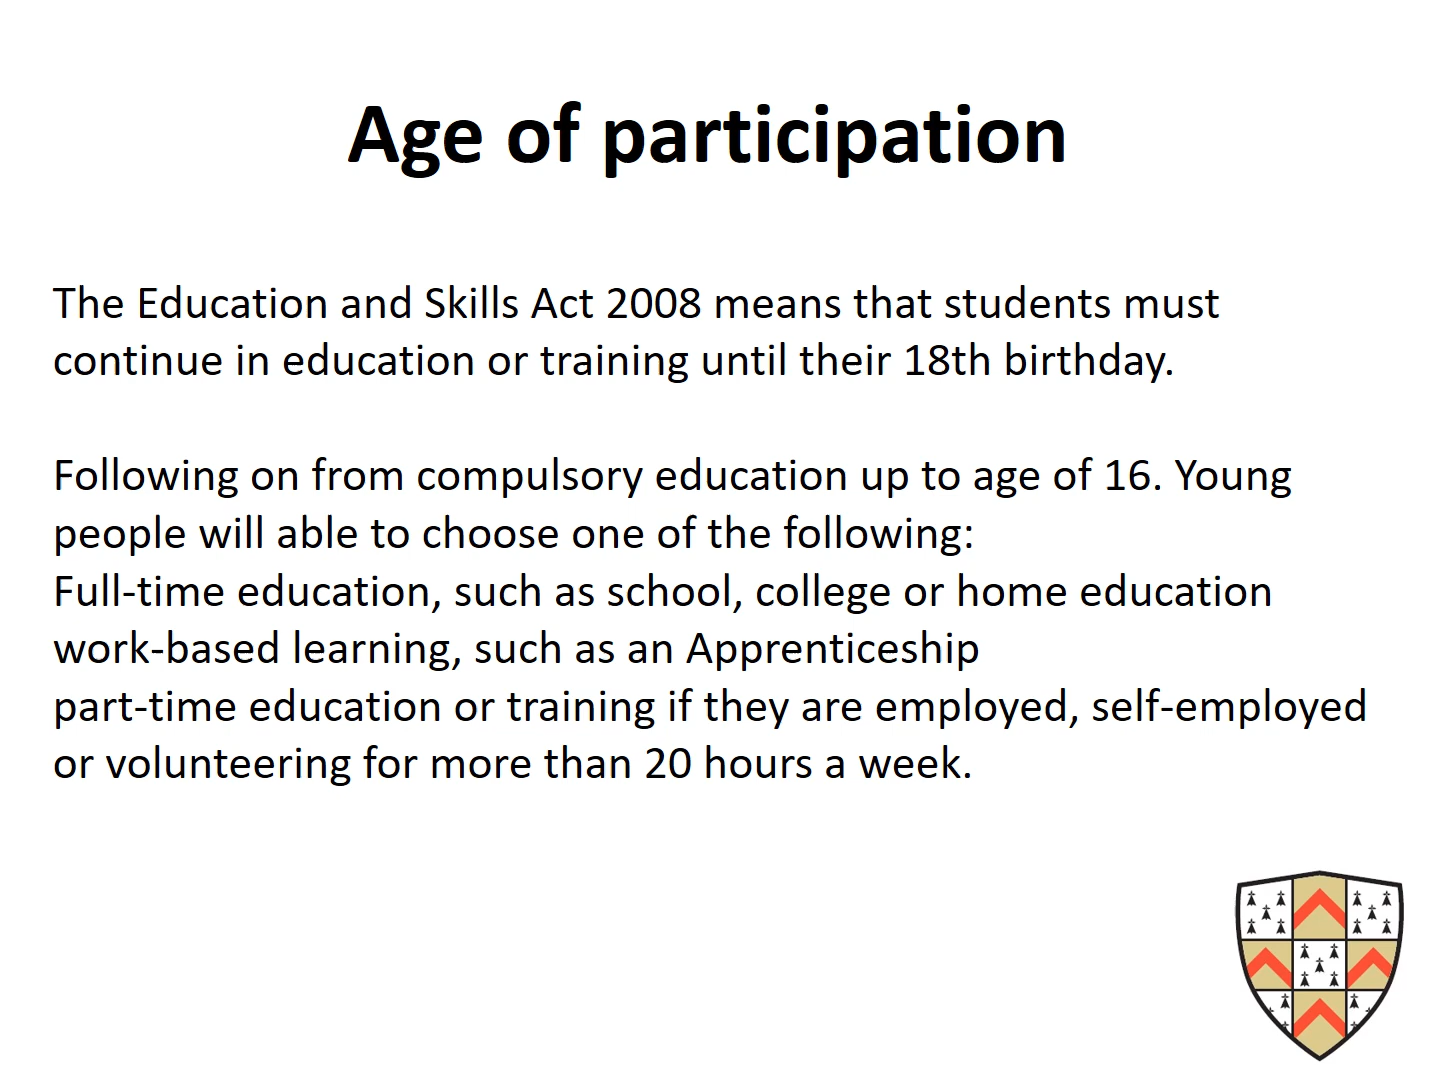 Age of participation
The Education and Skills Act 2008 means that students must
continue in education or training until their 18th birthday.
Following on from compulsory education up to age of 16. Young
people will able to choose one of the following:
Full-time education, such as school, college or home education
work-based learning, such as an Apprenticeship
part-time education or training if they are employed, self-employed
or volunteering for more than 20 hours a week.